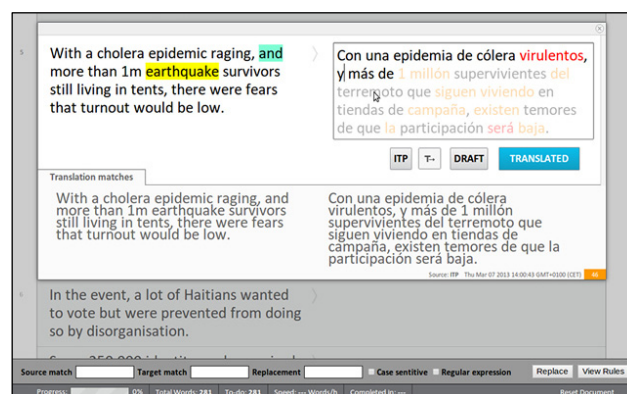 5
With a cholera epidemic raging, and
more than 1m earthquake survivors
still living in tents, there were fears
that turnout would be low.
Con una epidemia de cólera virulentos,
y más de 1 millón supervivientes del
terremoto que siguen viviendo en
tiendas de campaña, existen temores
de que la participación será baja.
ITP T→ DRAFT TRANSLATED
Translation matches
With a cholera epidemic raging, and
more than 1m earthquake survivors
still living in tents, there were fears
that turnout would be low.
Con una epidemia de cólera
virulentos, y más de 1 millón
supervivientes del terremoto que
siguen viviendo en tiendas de
campaña, existen temores de que la
participación será baja.
Source: ITP Thu Mar 07 2013 14:00:43 GMT+0100 (CET)
In the event, a lot of Haitians wanted
to vote but were prevented from doing
so by disorganisation.
Source match Target match Replacement Case sentitive Regular expression Replace View Rules
Progress: 0% Total Words: 281 To-do: 281 Speed: --- Words/h Completed in: --- Reset Document